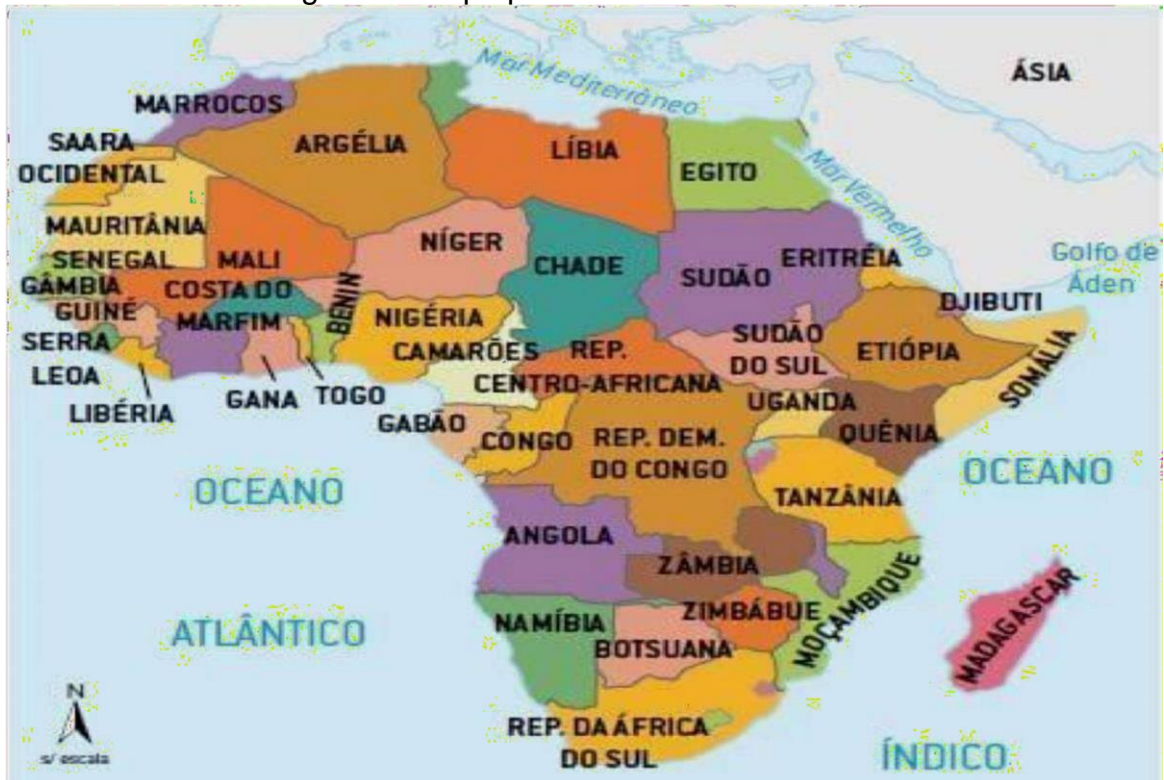 ÁSIA
Mar Mediterrâneo
MARROCOS
ARGÉLIA
LÍBIA
EGITO
SAARA
OCIDENTAL
Mar Vermelho
MAURITÂNIA
SENEGAL
MALI
NÍGER
CHADE
SUDÃO
ERITRÉIA
Golfo de
Áden
GÂMBIA
COSTA DO
MARFIM
BENIN
GUINÉ
NIGÉRIA
DJIBUTI
SERRA
LEOA
CAMARÕES
REP.
CENTRO-AFRICANA
SUDÃO
DO SUL
ETIÓPIA
SOMÁLIA
LIBÉRIA
GANA
TOGO
GABÃO
CONGO
REP. DEM.
DO CONGO
UGANDA
QUÊNIA
OCEANO
OCEANO
TANZÂNIA
ANGOLA
ZÂMBIA
MOÇAMBIQUE
MADAGASCAR
ATLÂNTICO
NAMÍBIA
ZIMBÁBUE
BOTSUANA
N
s/ escala
REP. DA ÁFRICA
DO SUL
ÍNDICO